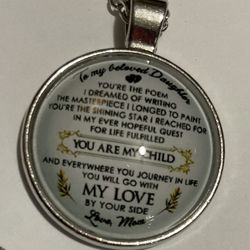 To my beloved Daughter
YOU'RE THE POEM
I DREAMED OF WRITING
THE MASTERPIECE I LONGED TO PAINT
YOU'RE THE SHINING STAR I REACHED FOR
IN MY EVER HOPEFUL QUEST
FOR LIFE FULFILLED
YOU ARE MY CHILD
AND EVERYWHERE YOU JOURNEY IN LIFE
YOU WILL GO WITH
MY LOVE
BY YOUR SIDE
Love, Mom